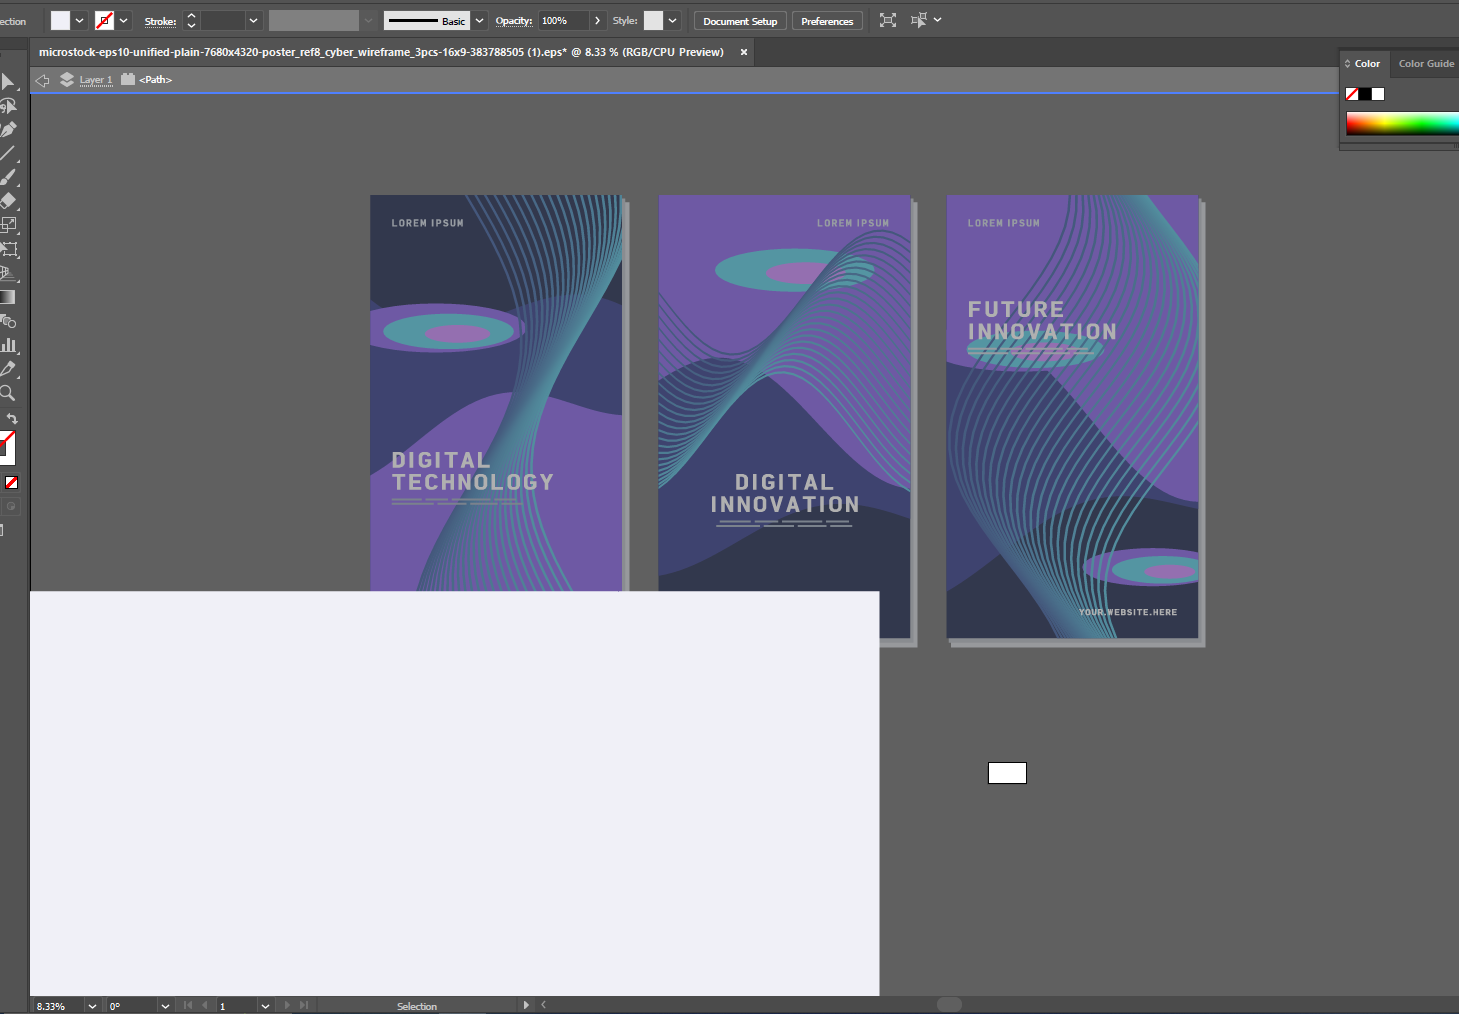 ection Stroke: Basic Opacity: 100% Style: Document Setup Preferences
microstock-eps10-unified-plain-7680x4320-poster_ref8_cyber_wireframe_3pcs-16x9-383788505 (1).eps* @ 8.33 % (RGB/CPU Preview) ×
Layer 1 <Path>
Color Color Guide
LOREM IPSUM
DIGITAL
TECHNOLOGY
LOREM IPSUM
DIGITAL
INNOVATION
LOREM IPSUM
FUTURE
INNOVATION
YOUR.WEBSITE.HERE
8.33% 0° 1 Selection